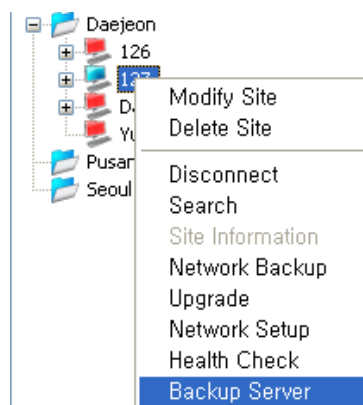 Daejeon
126
127
Pusan
Seoul
Modify Site
Delete Site
Disconnect
Search
Site Information
Network Backup
Upgrade
Network Setup
Health Check
Backup Server